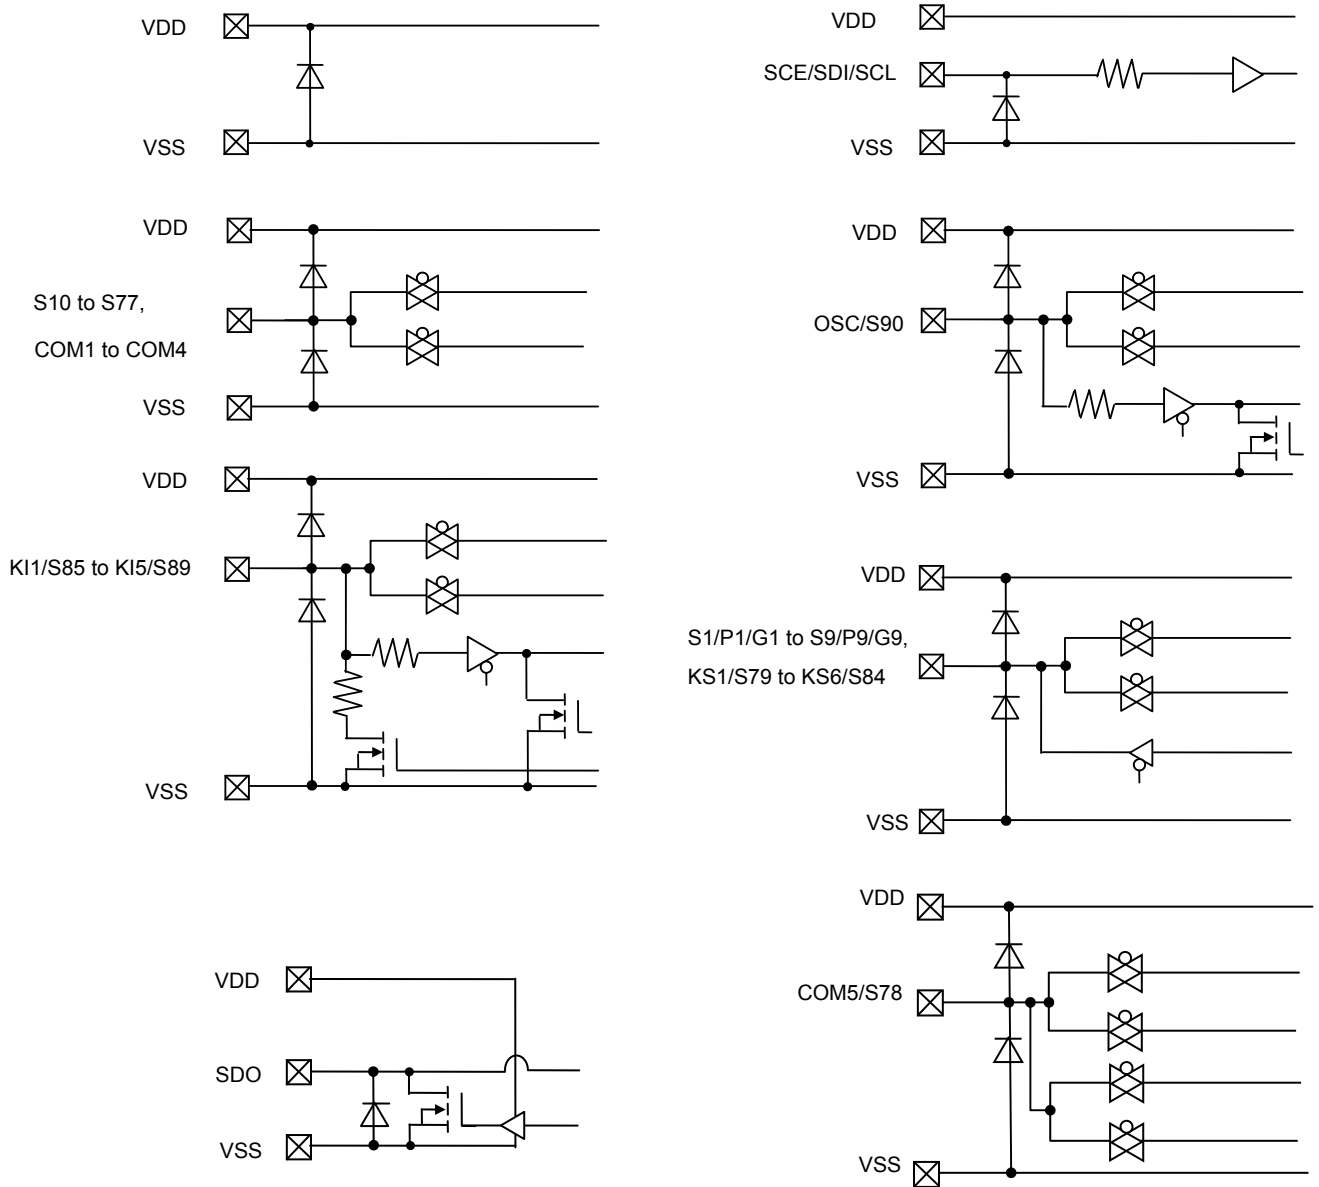 VDD
VSS
VDD
S10 to S77,
COM1 to COM4
VSS
VDD
KI1/S85 to KI5/S89
VSS
VDD
SDO
VSS
VDD
SCE/SDI/SCL
VSS
VDD
OSC/S90
VSS
VDD
S1/P1/G1 to S9/P9/G9,
KS1/S79 to KS6/S84
VSS
VDD
COM5/S78
VSS